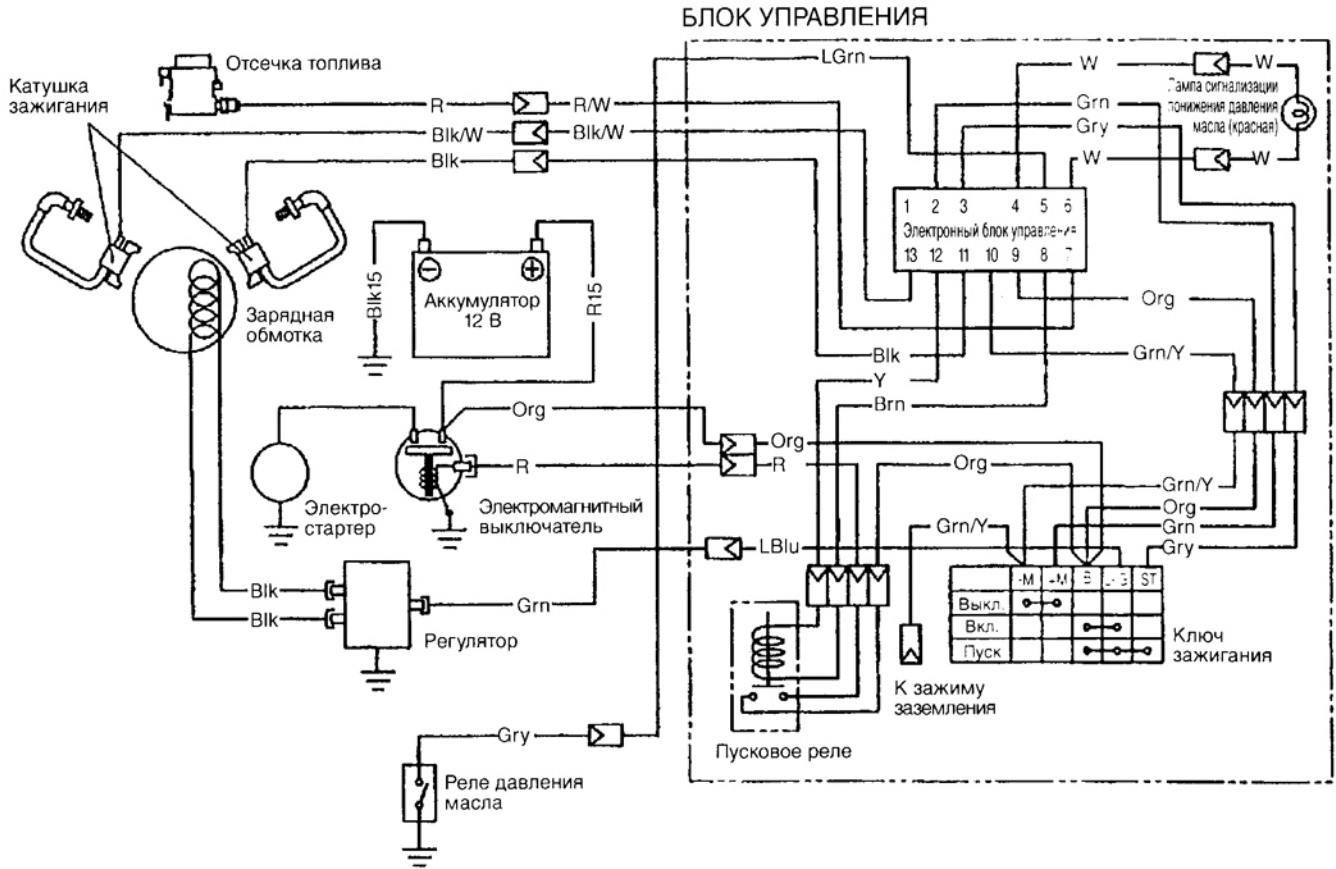 БЛОК УПРАВЛЕНИЯ
Отсечка топлива
Катушка
зажигания
R
R/W
Blk/W
Blk/W
Blk
LGrn
W
W
Лампа сигнализации
понижения давления
масла (красная)
Grn
Gry
W
W
1 2 3 4 5 6
Электронный блок управления
13 12 11 10 9 8 7
Blk15
Аккумулятор
12 В
R15
Зарядная
обмотка
Org
Blk
Grn/Y
Y
Brn
Org
Org
R
R
Org
Электро-
стартер
Электромагнитный
выключатель
Grn/Y
Org
Grn
Gry
Grn/Y
LBlu
-M +M B ST
Выкл.
Вкл.
Пуск
Ключ
зажигания
Blk
Blk
Grn
Регулятор
К зажиму
заземления
Пусковое реле
Gry
Реле давления
масла